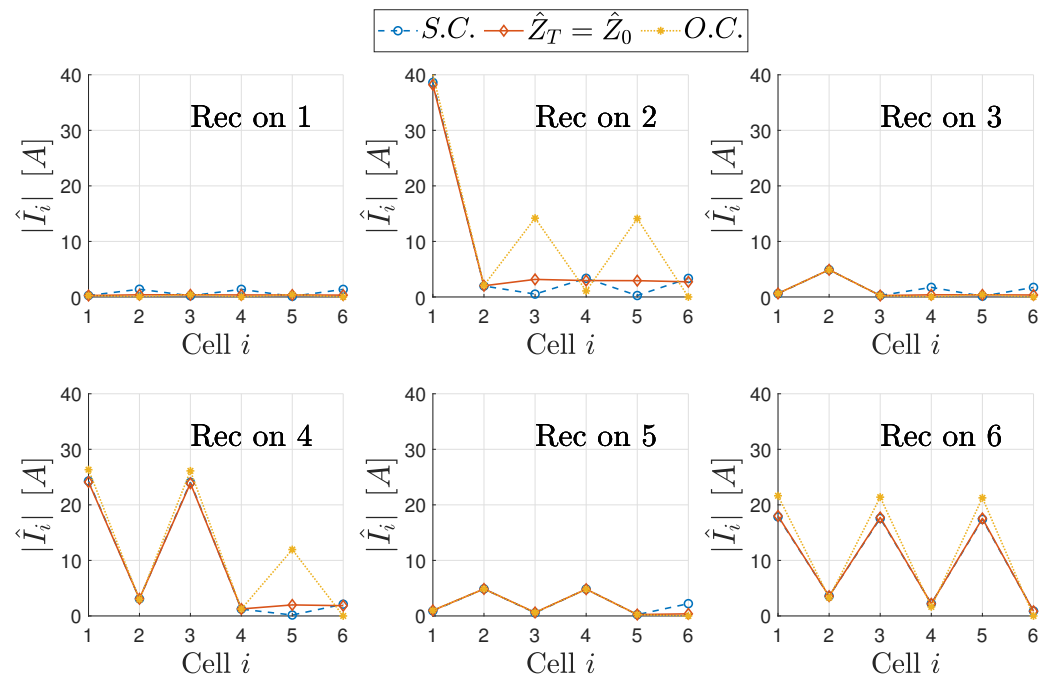 S.C. Ẑ_T = Ẑ_0 O.C.
40
30
20
10
0
|Î_i| [A]
Rec on 1
1 2 3 4 5 6
Cell i
40
30
20
10
0
|Î_i| [A]
Rec on 2
1 2 3 4 5 6
Cell i
40
30
20
10
0
|Î_i| [A]
Rec on 3
1 2 3 4 5 6
Cell i
40
30
20
10
0
|Î_i| [A]
Rec on 4
1 2 3 4 5 6
Cell i
40
30
20
10
0
|Î_i| [A]
Rec on 5
1 2 3 4 5 6
Cell i
40
30
20
10
0
|Î_i| [A]
Rec on 6
1 2 3 4 5 6
Cell i